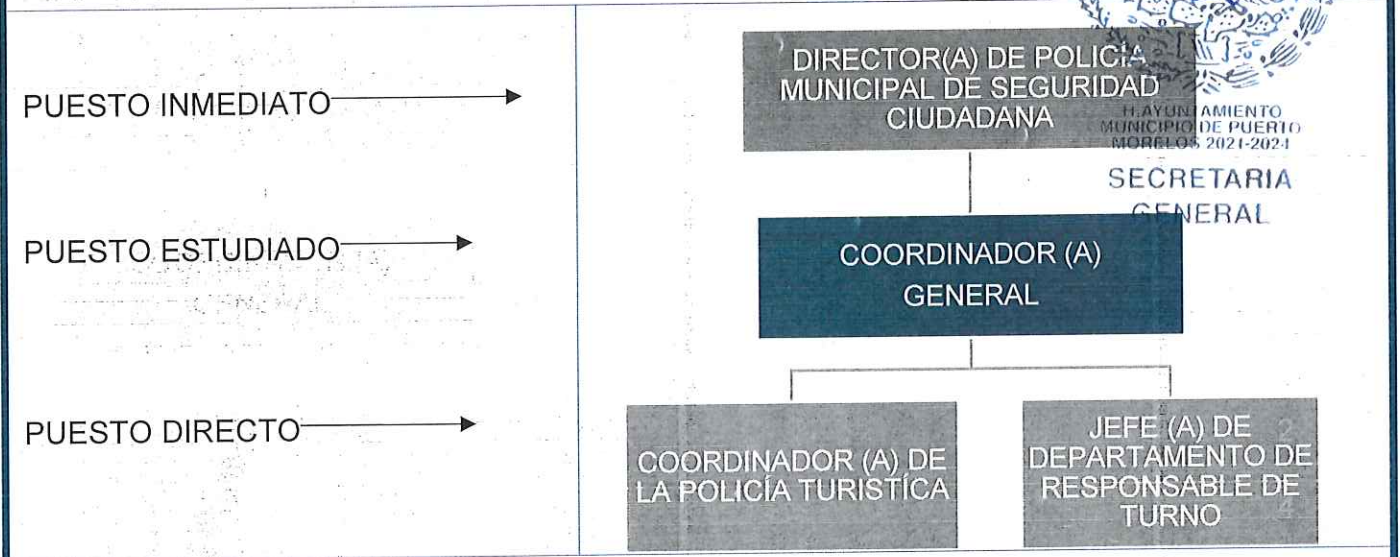 PUESTO INMEDIATO
DIRECTOR(A) DE POLICÍA
MUNICIPAL DE SEGURIDAD
CIUDADANA
H. AYUNTAMIENTO
MUNICIPIO DE PUERTO
MORELOS 2021-2024
SECRETARIA
GENERAL
PUESTO ESTUDIADO
COORDINADOR (A)
GENERAL
PUESTO DIRECTO
COORDINADOR (A) DE
LA POLICÍA TURISTÍCA
JEFE (A) DE
DEPARTAMENTO DE
RESPONSABLE DE
TURNO